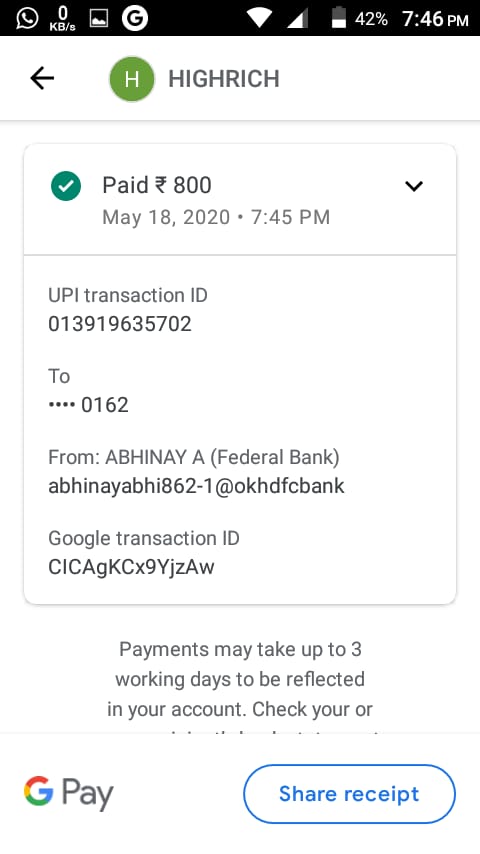 0
KB/s
G
42% 7:46 PM
H HIGHRICH
Paid ₹ 800
May 18, 2020 • 7:45 PM
UPI transaction ID
013919635702
To
•••• 0162
From: ABHINAY A (Federal Bank)
abhinayabhi862-1@okhdfcbank
Google transaction ID
CICAgKCx9YjzAw
Payments may take up to 3
working days to be reflected
in your account. Check your or
G Pay
Share receipt